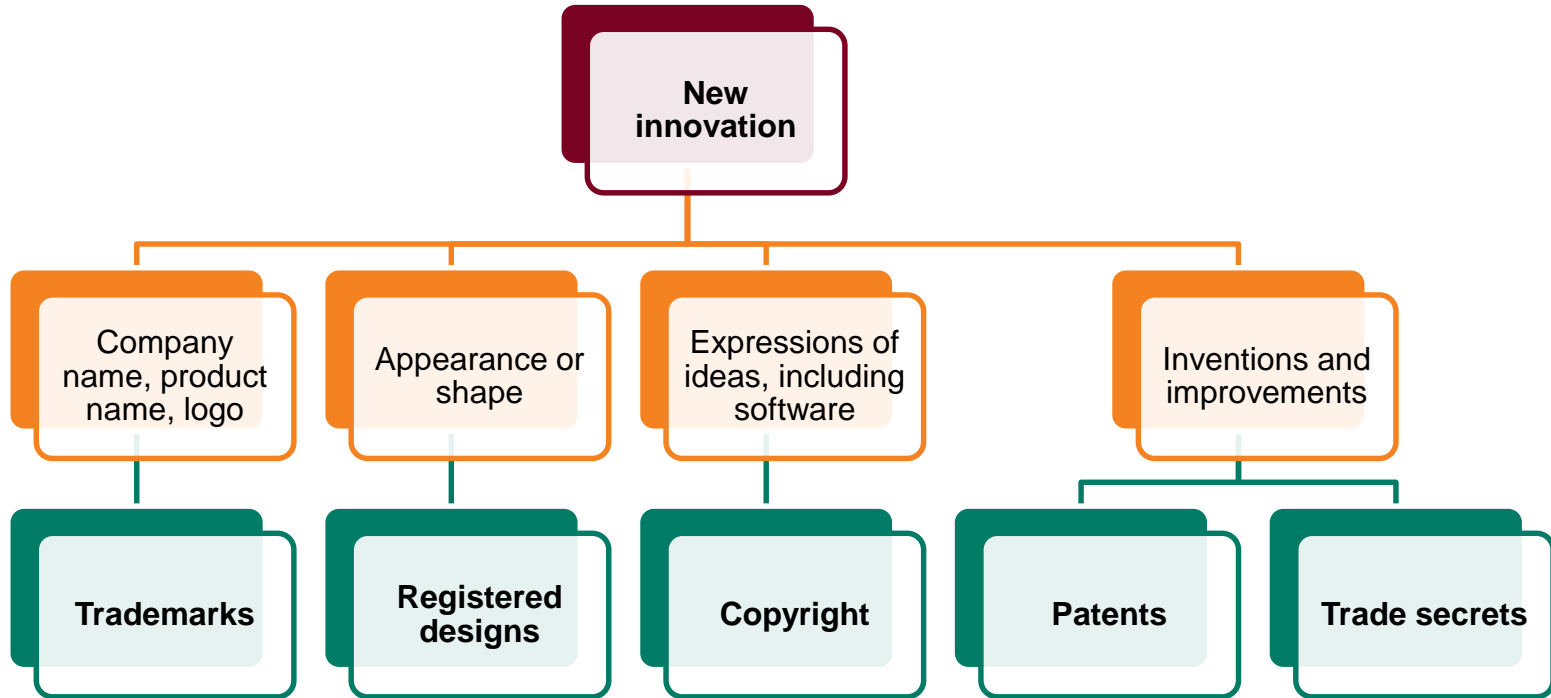 New
innovation
Company
name, product
name, logo
Appearance or
shape
Expressions of
ideas, including
software
Inventions and
improvements
Trademarks
Registered
designs
Copyright
Patents
Trade secrets